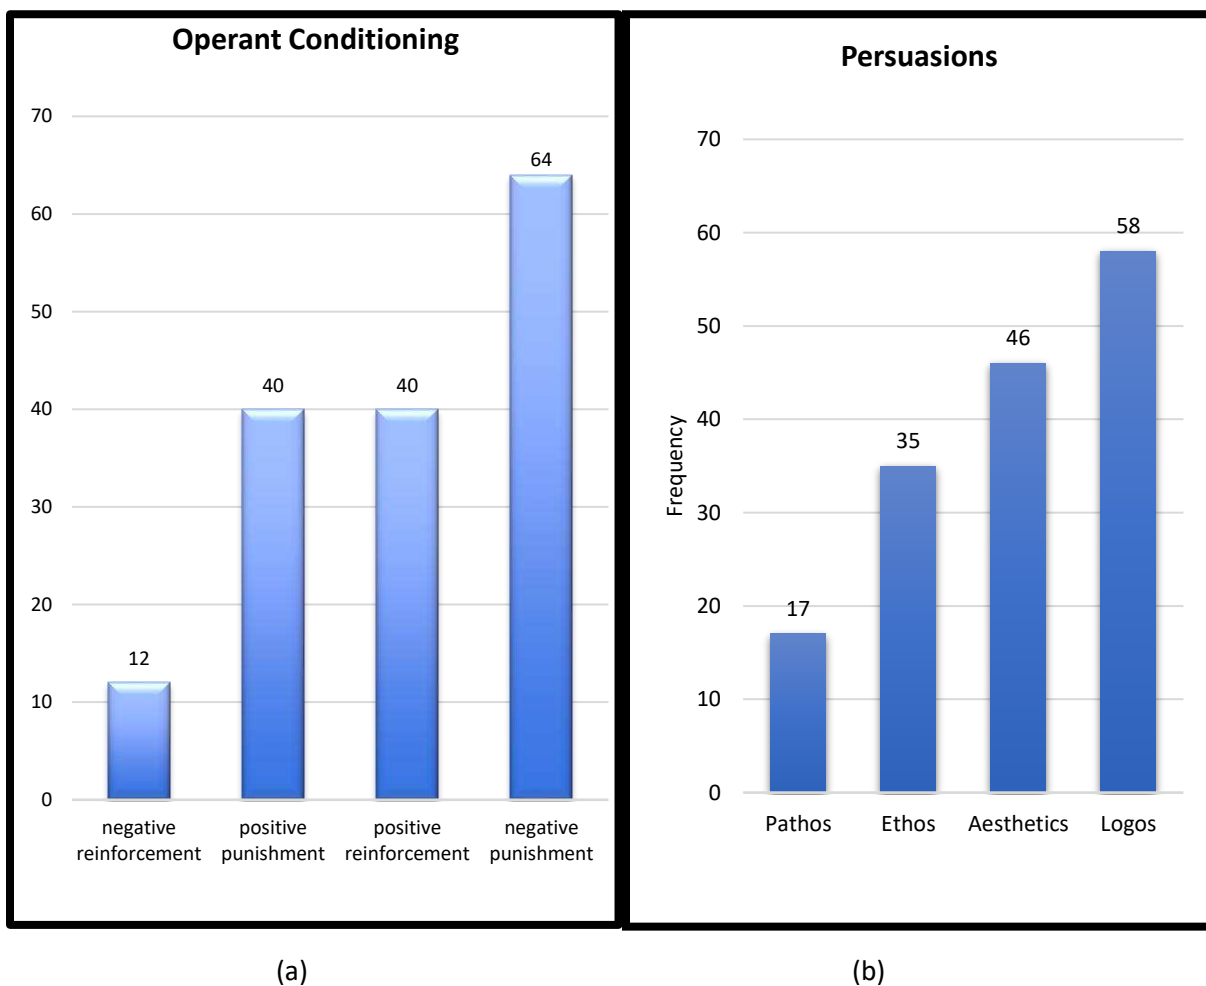 Operant Conditioning
70
60
50
40
30
20
10
0
12
40
40
64
negative
reinforcement
positive
punishment
positive
reinforcement
negative
punishment
(a)
Persuasions
Frequency
70
60
50
40
30
20
10
0
17
35
46
58
Pathos
Ethos
Aesthetics
Logos
(b)